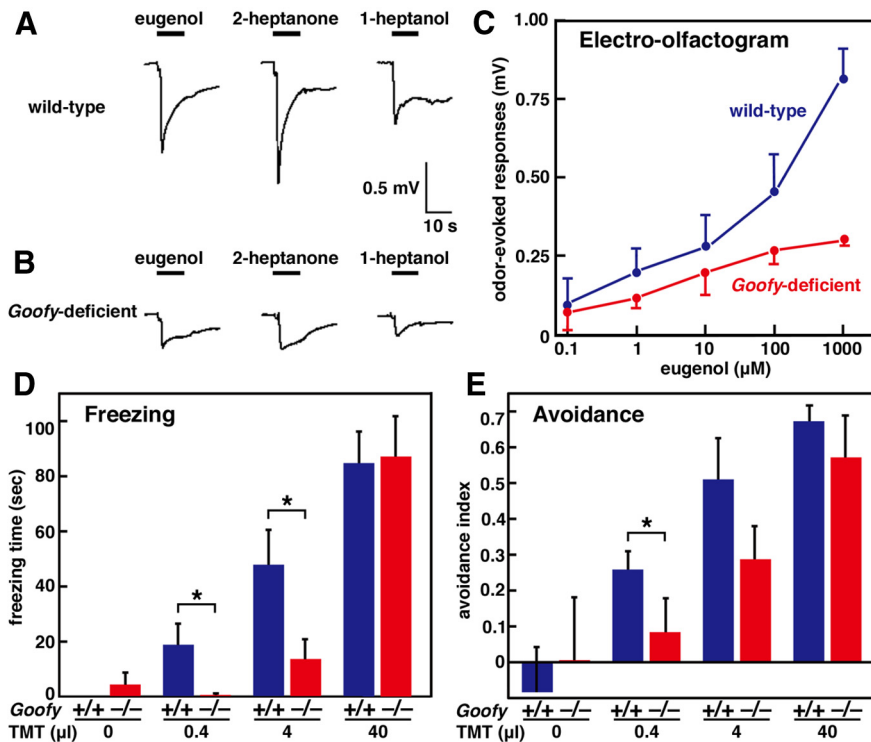 A
eugenol 2-heptanone 1-heptanol
wild-type
0.5 mV
10 s
B
eugenol 2-heptanone 1-heptanol
Goofy-deficient
C
Electro-olfactogram
odor-evoked responses (mV)
1.00
0.75
0.50
0.25
0
wild-type
Goofy-deficient
0.1 1 10 100 1000
eugenol (µM)
D
Freezing
freezing time (sec)
100
80
60
40
20
0
*
*
Goofy +/+ −/− +/+ −/− +/+ −/− +/+ −/−
TMT (µl) 0 0.4 4 40
E
Avoidance
avoidance index
0.7
0.6
0.5
0.4
0.3
0.2
0.1
0
*
Goofy +/+ −/− +/+ −/− +/+ −/− +/+ −/−
TMT (µl) 0 0.4 4 40